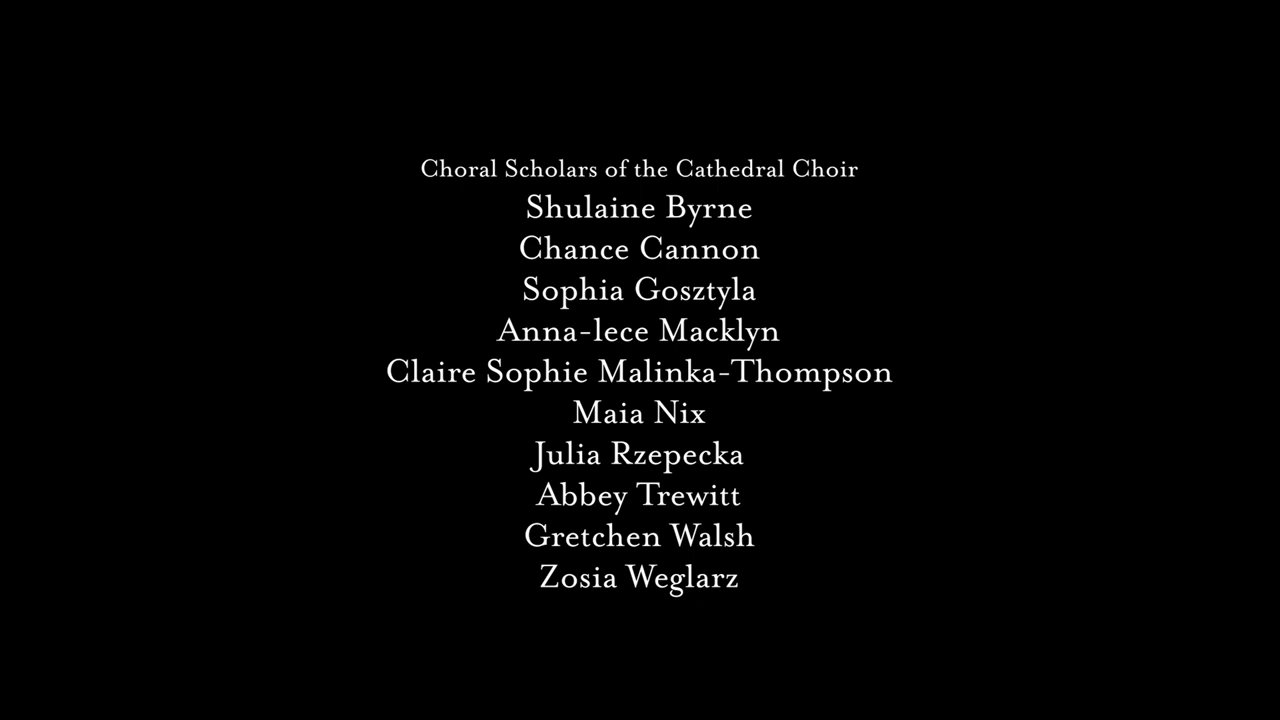 Choral Scholars of the Cathedral Choir
Shulaine Byrne
Chance Cannon
Sophia Gosztyla
Anna-lece Macklyn
Claire Sophie Malinka-Thompson
Maia Nix
Julia Rzepecka
Abbey Trewitt
Gretchen Walsh
Zosia Weglarz